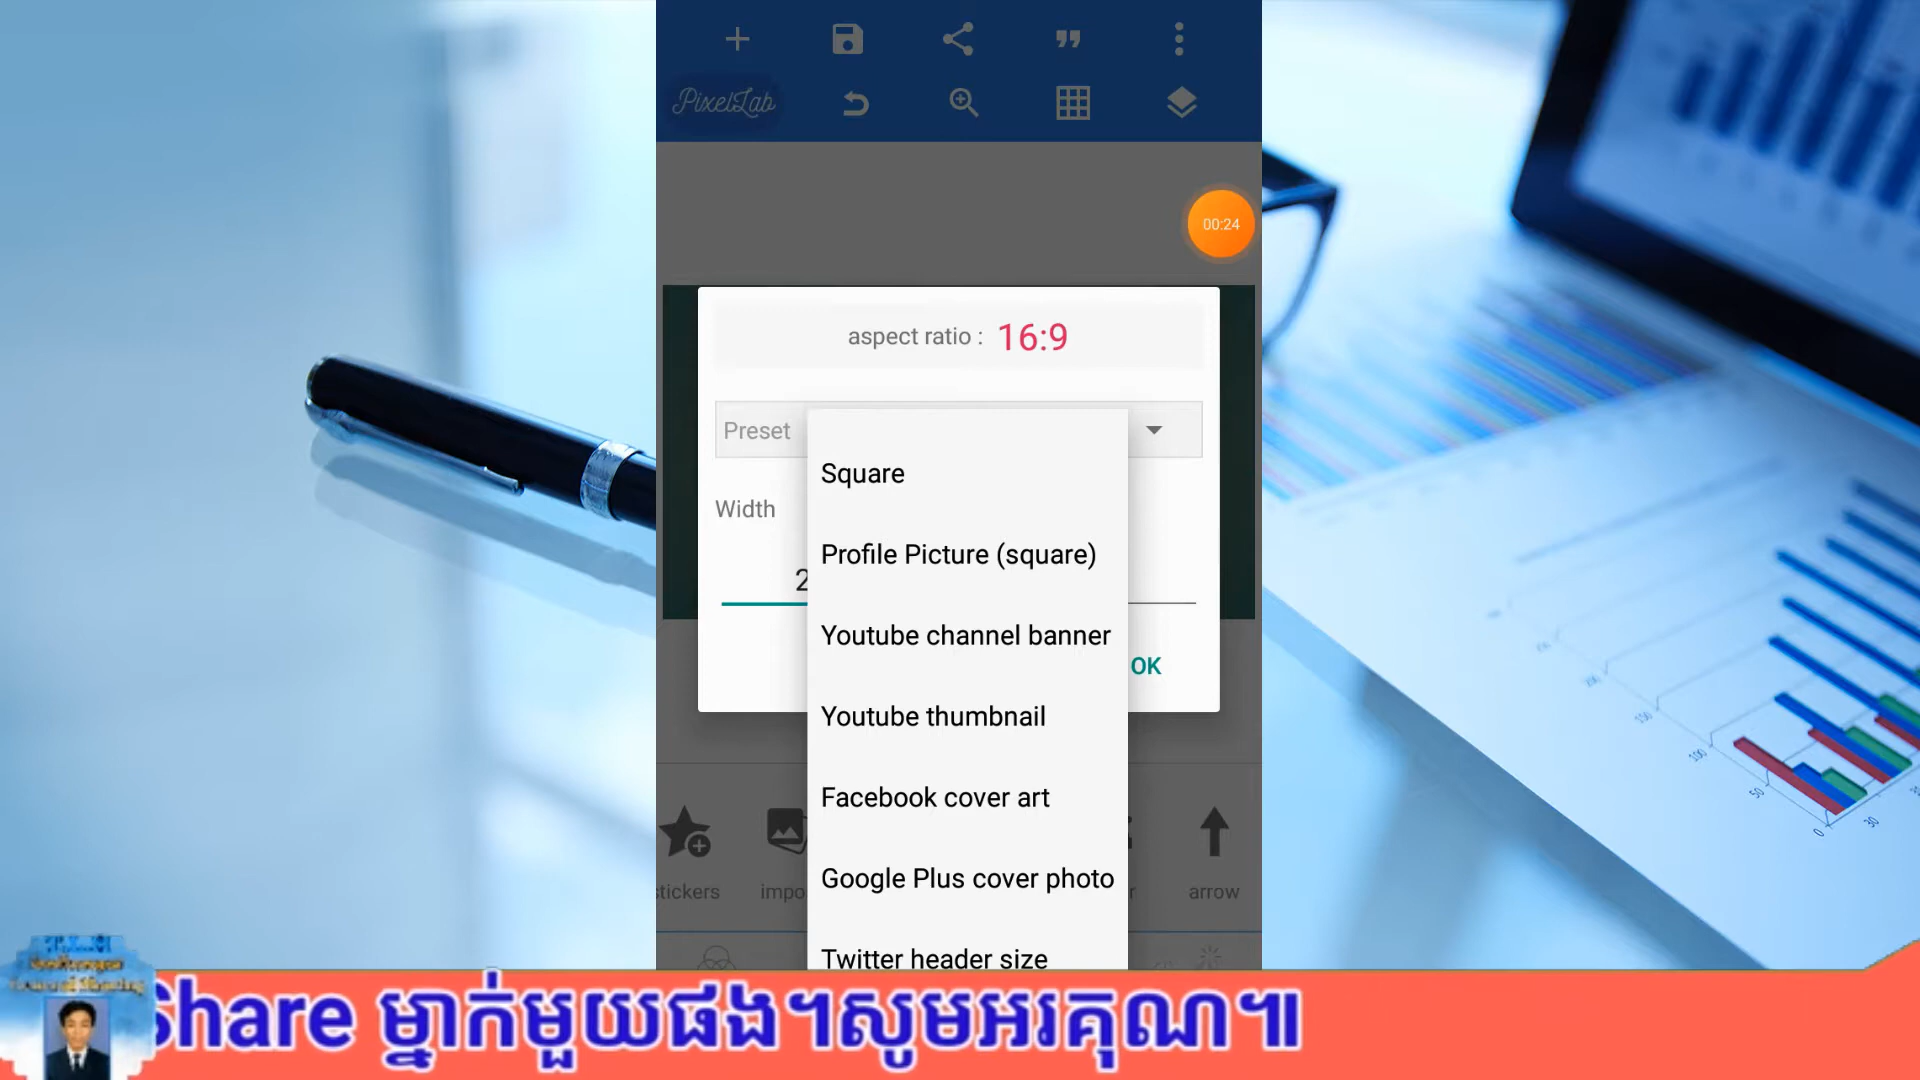 PixelLab
00:24
aspect ratio : 16:9
Preset
Square
Width
Profile Picture (square)
2
Youtube channel banner
OK
Youtube thumbnail
Facebook cover art
Google Plus cover photo
stickers
impo
r
arrow
Twitter header size
Share ម្នាក់មួយផង។សូមអរគុណ៕